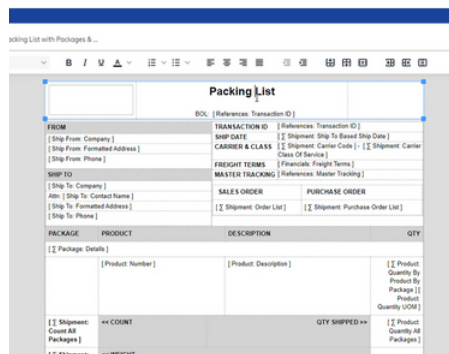 acking List with Packages & ...
B I U A
Packing List
BOL: [ References: Transaction ID ]
FROM
[ Ship From: Company ]
[ Ship From: Formatted Address ]
[ Ship From: Phone ]
TRANSACTION ID [ References: Transaction ID ]
SHIP DATE [ Shipment: Ship To Based Ship Date ]
CARRIER & CLASS [ ∑ Shipment: Carrier Code ] - [ ∑ Shipment: Carrier
Class Of Service ]
FREIGHT TERMS [ Financials: Freight Terms ]
MASTER TRACKING [ References: Master Tracking ]
SHIP TO
[ Ship To: Company ]
Attn: [ Ship To: Contact Name ]
[ Ship To: Formatted Address ]
[ Ship To: Phone ]
SALES ORDER PURCHASE ORDER
[ ∑ Shipment: Order List ] [ ∑ Shipment: Purchase Order List ]
PACKAGE PRODUCT DESCRIPTION QTY
[ ∑ Package: Details ]
[ Product: Number ] [ Product: Description ] [ ∑ Product:
Quantity By
Product By
Package ] [
Product:
Quantity UOM ]
[ ∑ Shipment: << COUNT QTY SHIPPED >> [ ∑ Product:
Count All Quantity All
Packages ] Packages ]
[ ∑ Shipment: << WEIGHT